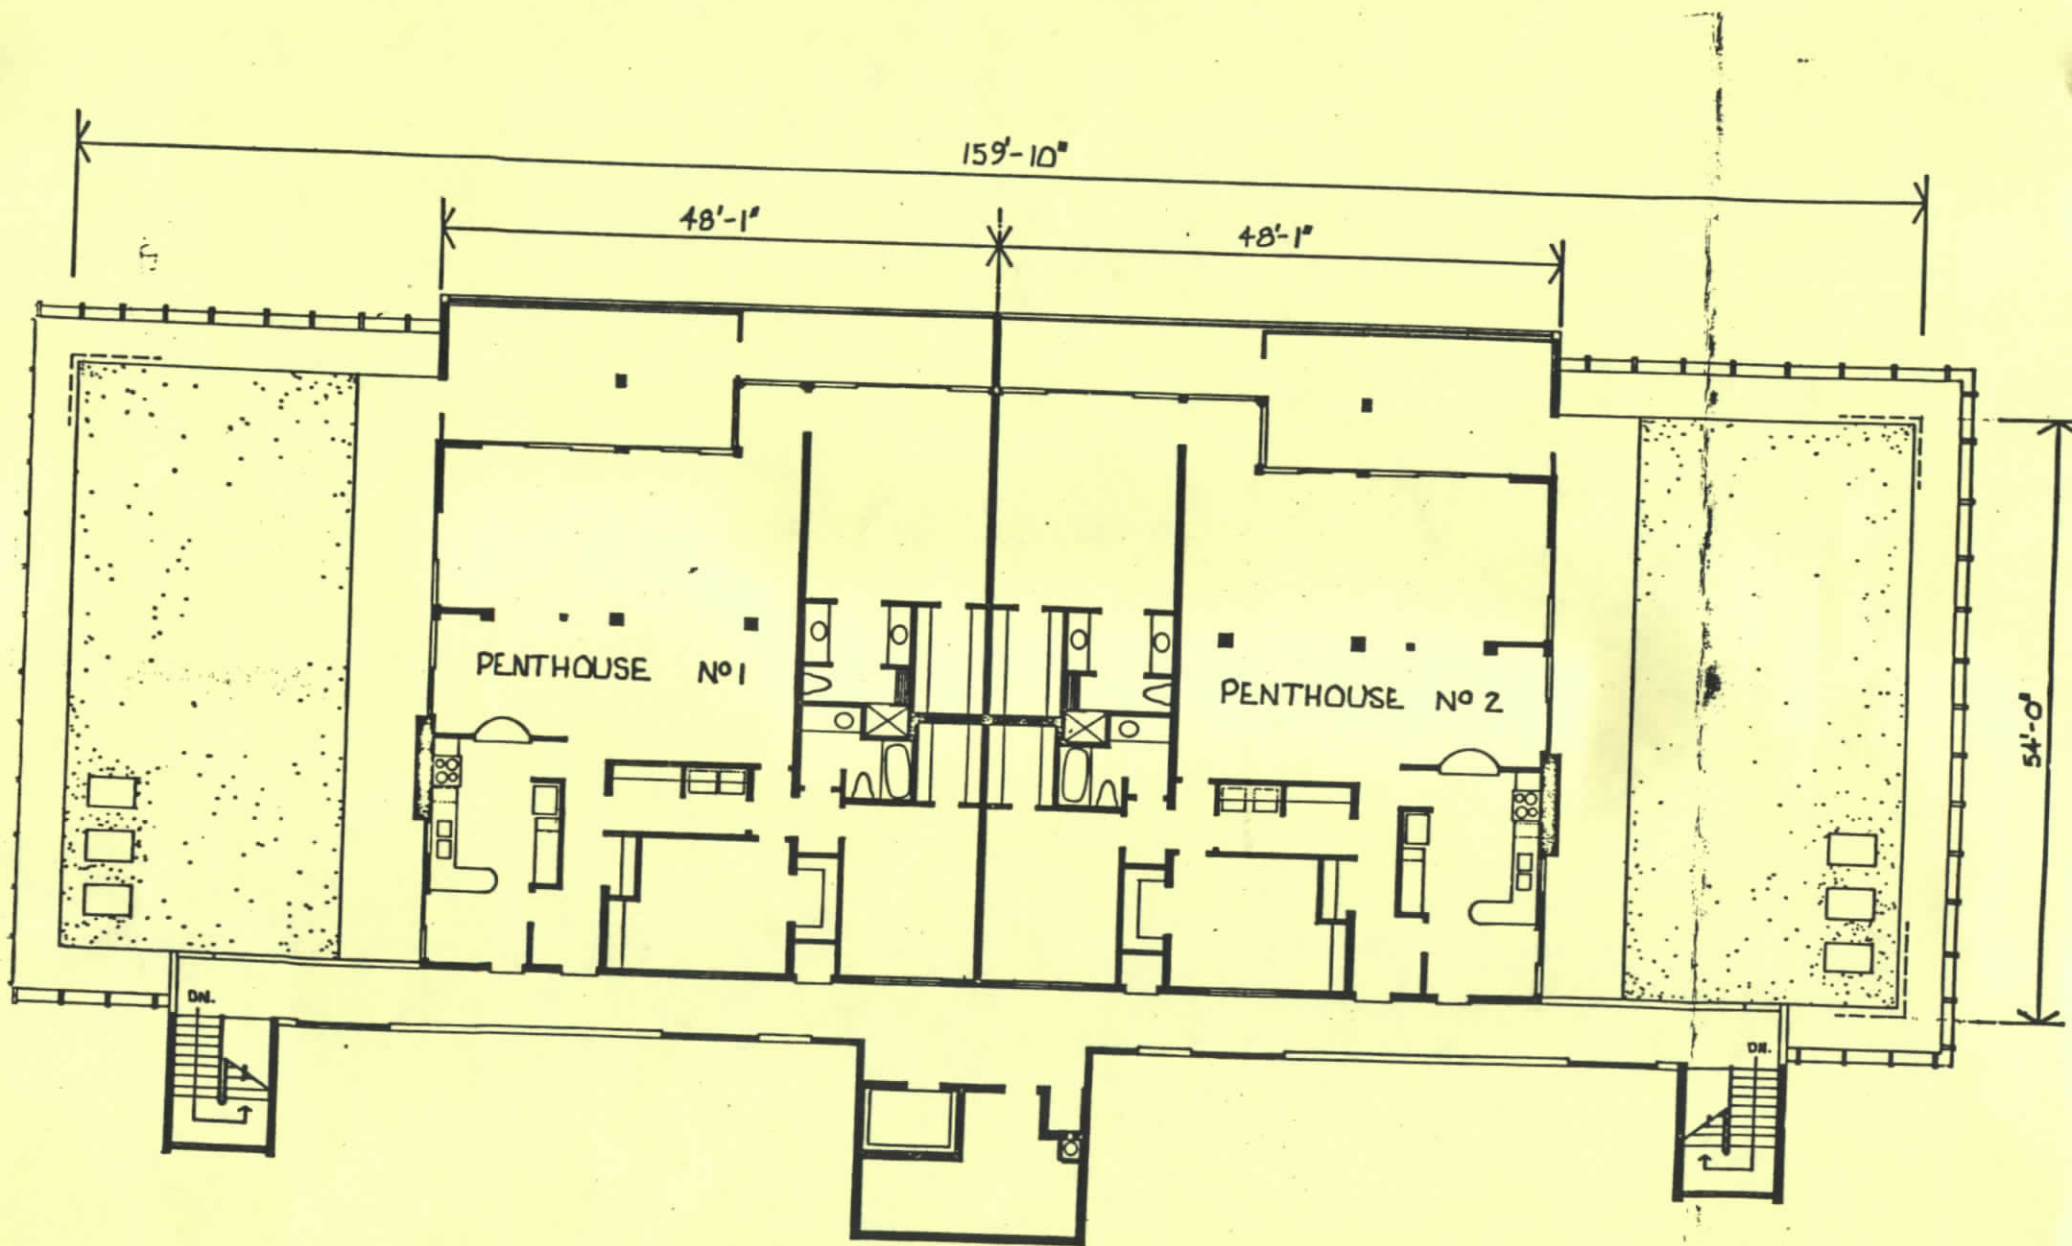 159'-10"
48'-1"
48'-1"
PENTHOUSE Nº 1
PENTHOUSE Nº 2
54'-0"
DN.
DN.